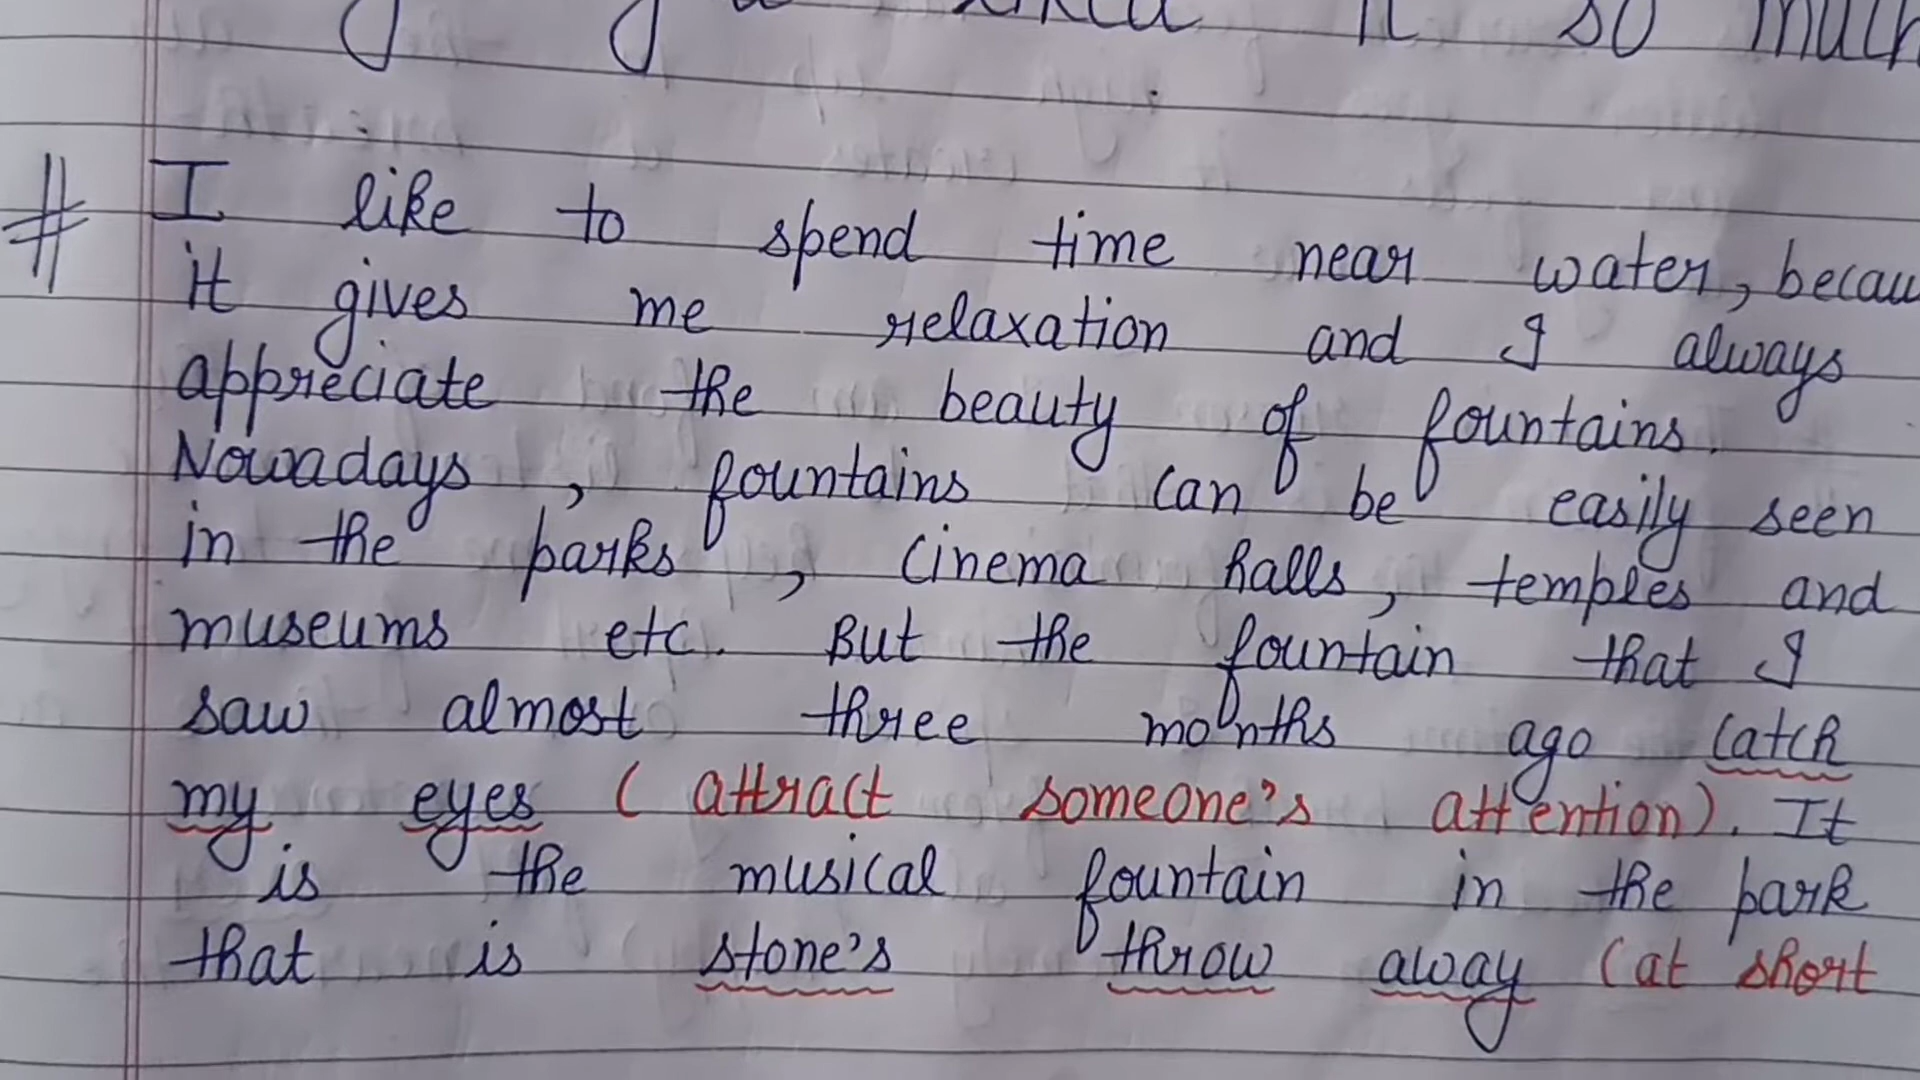 it so much
# I like to spend time near water, becau
it gives me relaxation and I always
appreciate the beauty of fountains.
Nowadays, fountains can be easily seen
in the parks, cinema halls, temples and
museums etc. But the fountain that I
saw almost three months ago catch
my eyes (attract someone's attention). It
is the musical fountain in the park
that is stone's throw away (at short